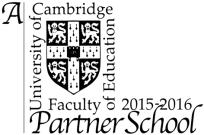 A
University of Cambridge
Faculty of Education 2015-2016
Partner School